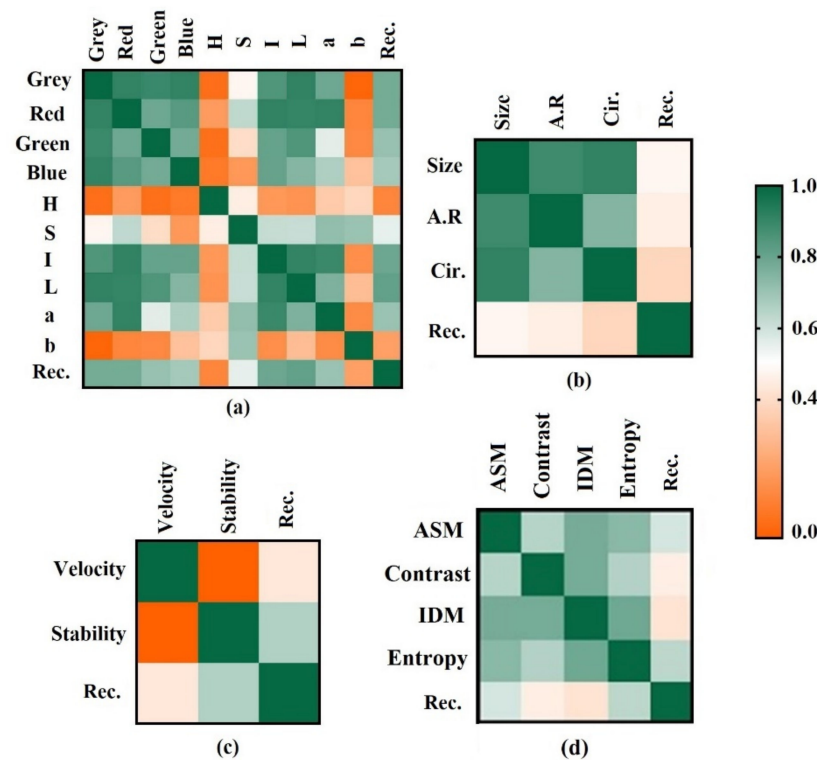 Grey Red Green Blue H S I L a b Rec.
Grey
Red
Green
Blue
H
S
I
L
a
b
Rec.
(a)
Size A.R Cir. Rec.
Size
A.R
Cir.
Rec.
(b)
1.0
0.8
0.6
0.4
0.0
Velocity Stability Rec.
Velocity
Stability
Rec.
(c)
ASM Contrast IDM Entropy Rec.
ASM
Contrast
IDM
Entropy
Rec.
(d)